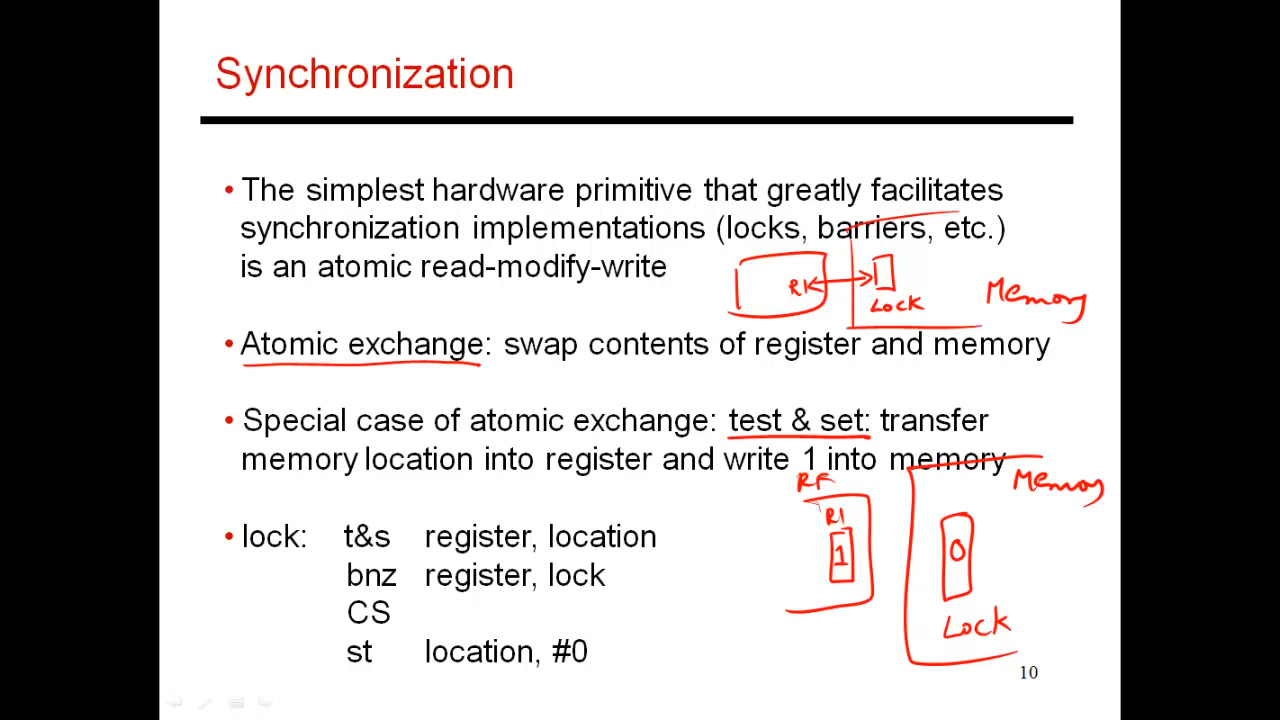 Synchronization
• The simplest hardware primitive that greatly facilitates
synchronization implementations (locks, barriers, etc.)
is an atomic read-modify-write
R1
Lock
Memory
• Atomic exchange: swap contents of register and memory
• Special case of atomic exchange: test & set: transfer
memory location into register and write 1 into memory
RF
Memory
R1
1
0
Lock
• lock: t&s register, location
bnz register, lock
CS
st location, #0
10